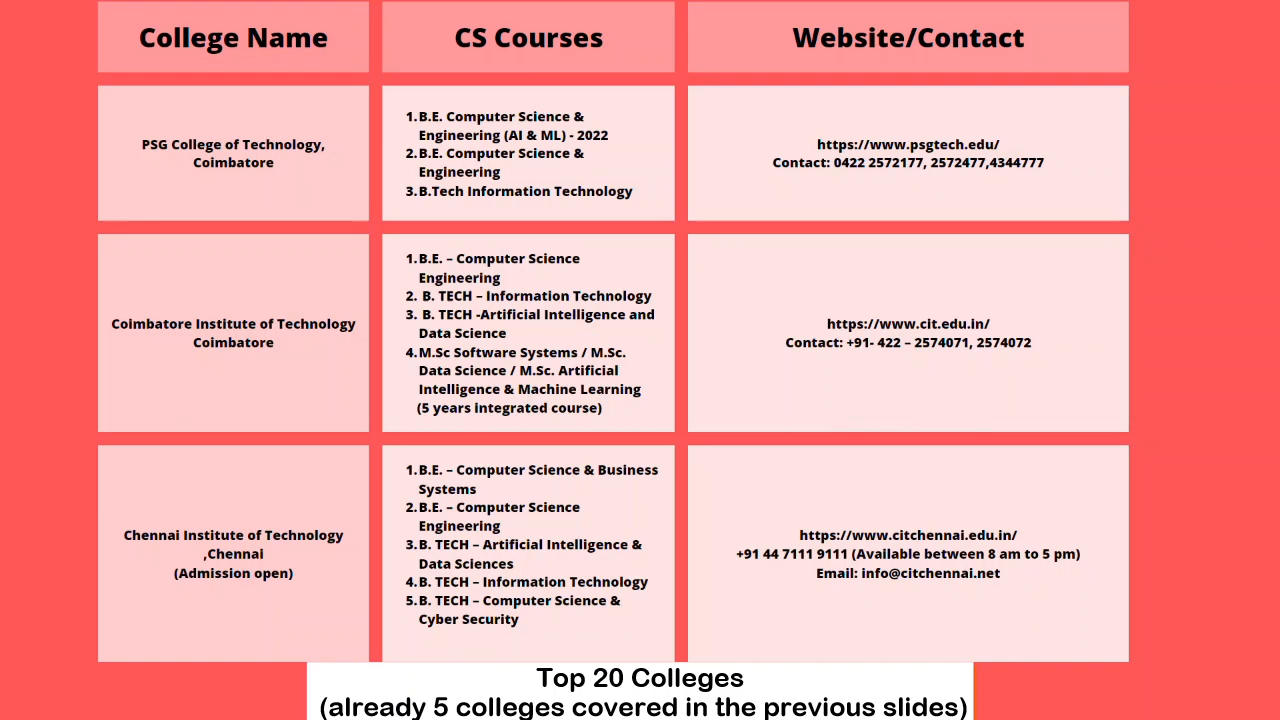 College Name
CS Courses
Website/Contact
PSG College of Technology,
Coimbatore
1.B.E. Computer Science &
Engineering (AI & ML) - 2022
2.B.E. Computer Science &
Engineering
3.B.Tech Information Technology
https://www.psgtech.edu/
Contact: 0422 2572177, 2572477,4344777
Coimbatore Institute of Technology
Coimbatore
1.B.E. – Computer Science
Engineering
2. B. TECH – Information Technology
3. B. TECH -Artificial Intelligence and
Data Science
4.M.Sc Software Systems / M.Sc.
Data Science / M.Sc. Artificial
Intelligence & Machine Learning
(5 years integrated course)
https://www.cit.edu.in/
Contact: +91- 422 – 2574071, 2574072
Chennai Institute of Technology
,Chennai
(Admission open)
1.B.E. – Computer Science & Business
Systems
2.B.E. – Computer Science
Engineering
3.B. TECH – Artificial Intelligence &
Data Sciences
4.B. TECH – Information Technology
5.B. TECH – Computer Science &
Cyber Security
https://www.citchennai.edu.in/
+91 44 7111 9111 (Available between 8 am to 5 pm)
Email: info@citchennai.net
Top 20 Colleges
(already 5 colleges covered in the previous slides)